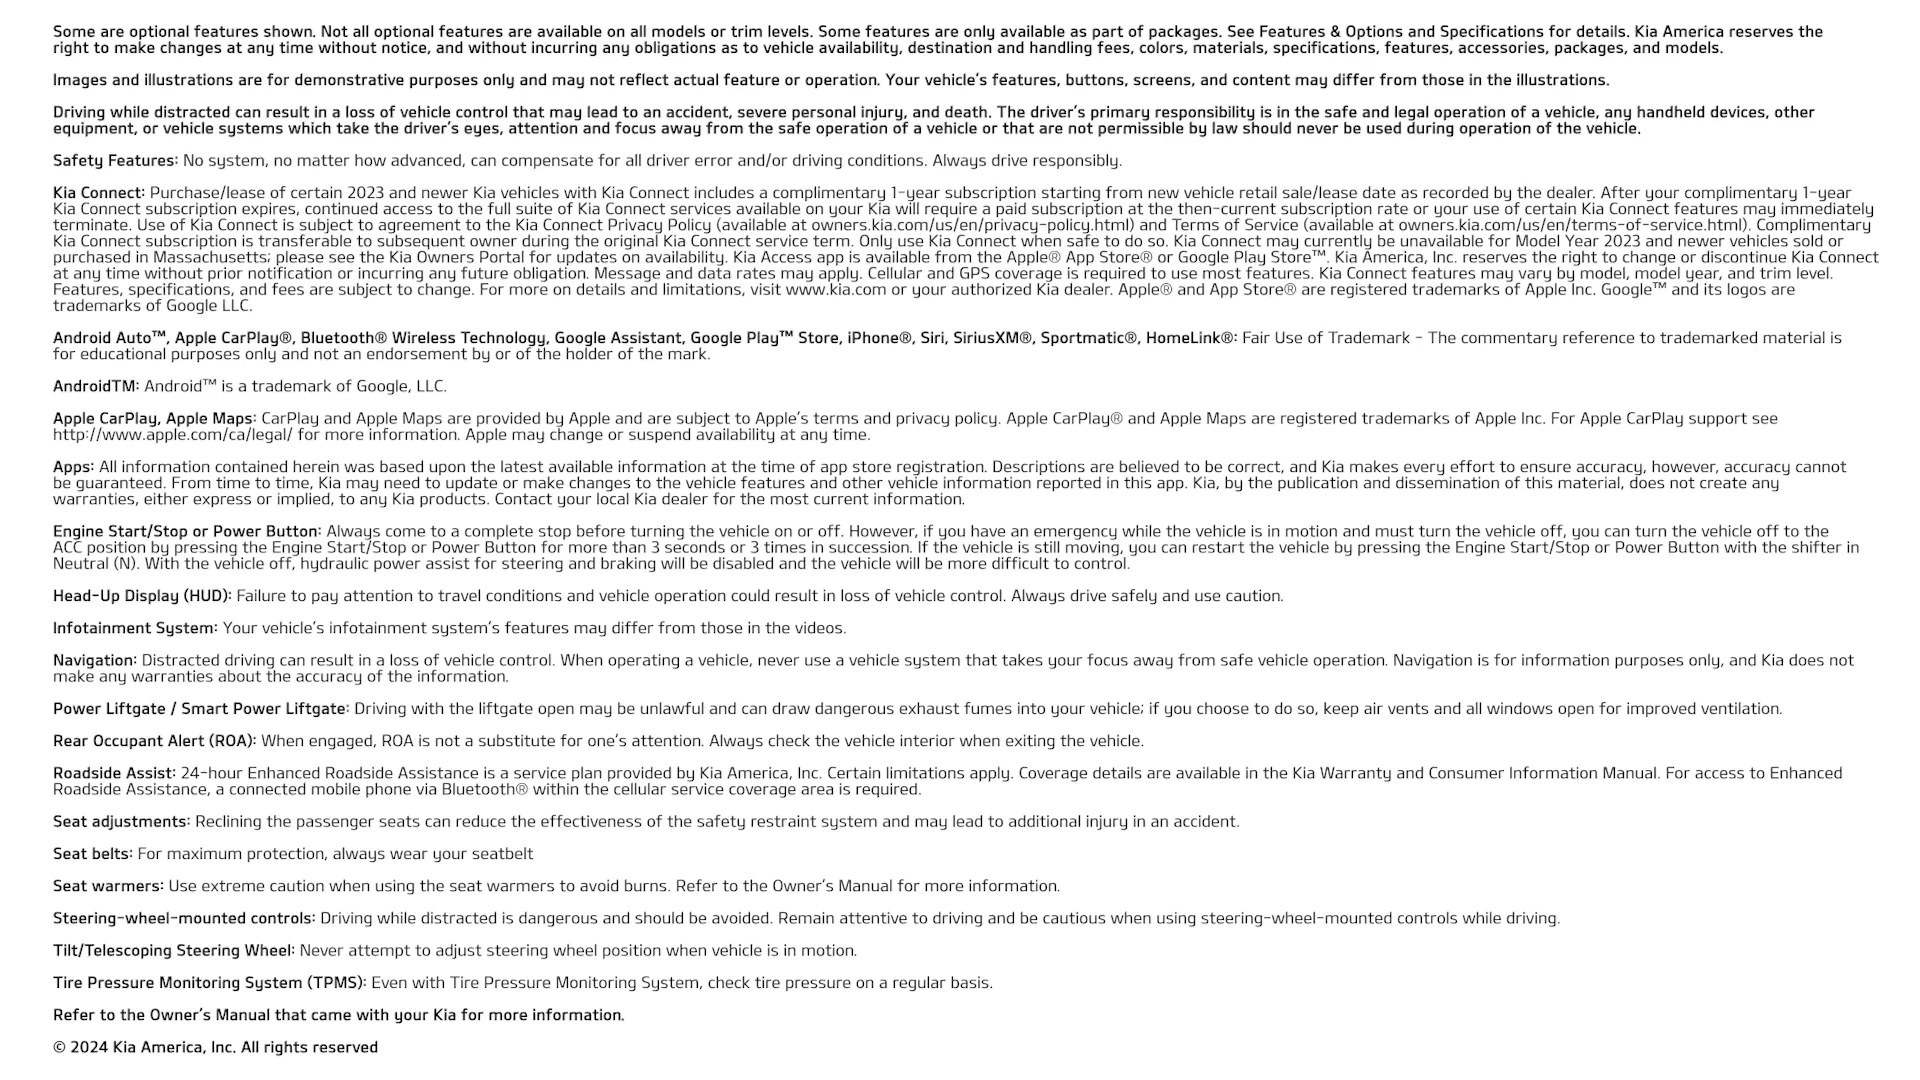 Some are optional features shown. Not all optional features are available on all models or trim levels. Some features are only available as part of packages. See Features & Options and Specifications for details. Kia America reserves the
right to make changes at any time without notice, and without incurring any obligations as to vehicle availability, destination and handling fees, colors, materials, specifications, features, accessories, packages, and models.
Images and illustrations are for demonstrative purposes only and may not reflect actual feature or operation. Your vehicle's features, buttons, screens, and content may differ from those in the illustrations.
Driving while distracted can result in a loss of vehicle control that may lead to an accident, severe personal injury, and death. The driver's primary responsibility is in the safe and legal operation of a vehicle, any handheld devices, other
equipment, or vehicle systems which take the driver's eyes, attention and focus away from the safe operation of a vehicle or that are not permissible by law should never be used during operation of the vehicle.
Safety Features: No system, no matter how advanced, can compensate for all driver error and/or driving conditions. Always drive responsibly.
Kia Connect: Purchase/lease of certain 2023 and newer Kia vehicles with Kia Connect includes a complimentary 1-year subscription starting from new vehicle retail sale/lease date as recorded by the dealer. After your complimentary 1-year
Kia Connect subscription expires, continued access to the full suite of Kia Connect services available on your Kia will require a paid subscription at the then-current subscription rate or your use of certain Kia Connect features may immediately
terminate. Use of Kia Connect is subject to agreement to the Kia Connect Privacy Policy (available at owners.kia.com/us/en/privacy-policy.html) and Terms of Service (available at owners.kia.com/us/en/terms-of-service.html). Complimentary
Kia Connect subscription is transferable to subsequent owner during the original Kia Connect service term. Only use Kia Connect when safe to do so. Kia Connect may currently be unavailable for Model Year 2023 and newer vehicles sold or
purchased in Massachusetts; please see the Kia Owners Portal for updates on availability. Kia Access app is available from the Apple® App Store® or Google Play Store™. Kia America, Inc. reserves the right to change or discontinue Kia Connect
at any time without prior notification or incurring any future obligation. Message and data rates may apply. Cellular and GPS coverage is required to use most features. Kia Connect features may vary by model, model year, and trim level.
Features, specifications, and fees are subject to change. For more on details and limitations, visit www.kia.com or your authorized Kia dealer. Apple® and App Store® are registered trademarks of Apple Inc. Google™ and its logos are
trademarks of Google LLC.
Android Auto™, Apple CarPlay®, Bluetooth® Wireless Technology, Google Assistant, Google Play™ Store, iPhone®, Siri, SiriusXM®, Sportmatic®, HomeLink®: Fair Use of Trademark - The commentary reference to trademarked material is
for educational purposes only and not an endorsement by or of the holder of the mark.
AndroidTM: Android™ is a trademark of Google, LLC.
Apple CarPlay, Apple Maps: CarPlay and Apple Maps are provided by Apple and are subject to Apple's terms and privacy policy. Apple CarPlay® and Apple Maps are registered trademarks of Apple Inc. For Apple CarPlay support see
http://www.apple.com/ca/legal/ for more information. Apple may change or suspend availability at any time.
Apps: All information contained herein was based upon the latest available information at the time of app store registration. Descriptions are believed to be correct, and Kia makes every effort to ensure accuracy, however, accuracy cannot
be guaranteed. From time to time, Kia may need to update or make changes to the vehicle features and other vehicle information reported in this app. Kia, by the publication and dissemination of this material, does not create any
warranties, either express or implied, to any Kia products. Contact your local Kia dealer for the most current information.
Engine Start/Stop or Power Button: Always come to a complete stop before turning the vehicle on or off. However, if you have an emergency while the vehicle is in motion and must turn the vehicle off, you can turn the vehicle off to the
ACC position by pressing the Engine Start/Stop or Power Button for more than 3 seconds or 3 times in succession. If the vehicle is still moving, you can restart the vehicle by pressing the Engine Start/Stop or Power Button with the shifter in
Neutral (N). With the vehicle off, hydraulic power assist for steering and braking will be disabled and the vehicle will be more difficult to control.
Head-Up Display (HUD): Failure to pay attention to travel conditions and vehicle operation could result in loss of vehicle control. Always drive safely and use caution.
Infotainment System: Your vehicle's infotainment system's features may differ from those in the videos.
Navigation: Distracted driving can result in a loss of vehicle control. When operating a vehicle, never use a vehicle system that takes your focus away from safe vehicle operation. Navigation is for information purposes only, and Kia does not
make any warranties about the accuracy of the information.
Power Liftgate / Smart Power Liftgate: Driving with the liftgate open may be unlawful and can draw dangerous exhaust fumes into your vehicle; if you choose to do so, keep air vents and all windows open for improved ventilation.
Rear Occupant Alert (ROA): When engaged, ROA is not a substitute for one's attention. Always check the vehicle interior when exiting the vehicle.
Roadside Assist: 24-hour Enhanced Roadside Assistance is a service plan provided by Kia America, Inc. Certain limitations apply. Coverage details are available in the Kia Warranty and Consumer Information Manual. For access to Enhanced
Roadside Assistance, a connected mobile phone via Bluetooth® within the cellular service coverage area is required.
Seat adjustments: Reclining the passenger seats can reduce the effectiveness of the safety restraint system and may lead to additional injury in an accident.
Seat belts: For maximum protection, always wear your seatbelt
Seat warmers: Use extreme caution when using the seat warmers to avoid burns. Refer to the Owner's Manual for more information.
Steering-wheel-mounted controls: Driving while distracted is dangerous and should be avoided. Remain attentive to driving and be cautious when using steering-wheel-mounted controls while driving.
Tilt/Telescoping Steering Wheel: Never attempt to adjust steering wheel position when vehicle is in motion.
Tire Pressure Monitoring System (TPMS): Even with Tire Pressure Monitoring System, check tire pressure on a regular basis.
Refer to the Owner's Manual that came with your Kia for more information.
© 2024 Kia America, Inc. All rights reserved